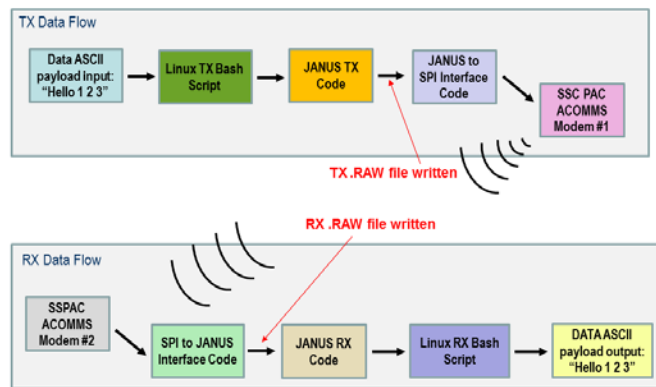 TX Data Flow
Data ASCII
payload input:
“Hello 1 2 3”
Linux TX Bash
Script
JANUS TX
Code
JANUS to
SPI Interface
Code
SSC PAC
ACOMMS
Modem #1
TX .RAW file written
RX .RAW file written
RX Data Flow
SSPAC
ACOMMS
Modem #2
SPI to JANUS
Interface Code
JANUS RX
Code
Linux RX Bash
Script
DATA ASCII
payload output:
“Hello 1 2 3”